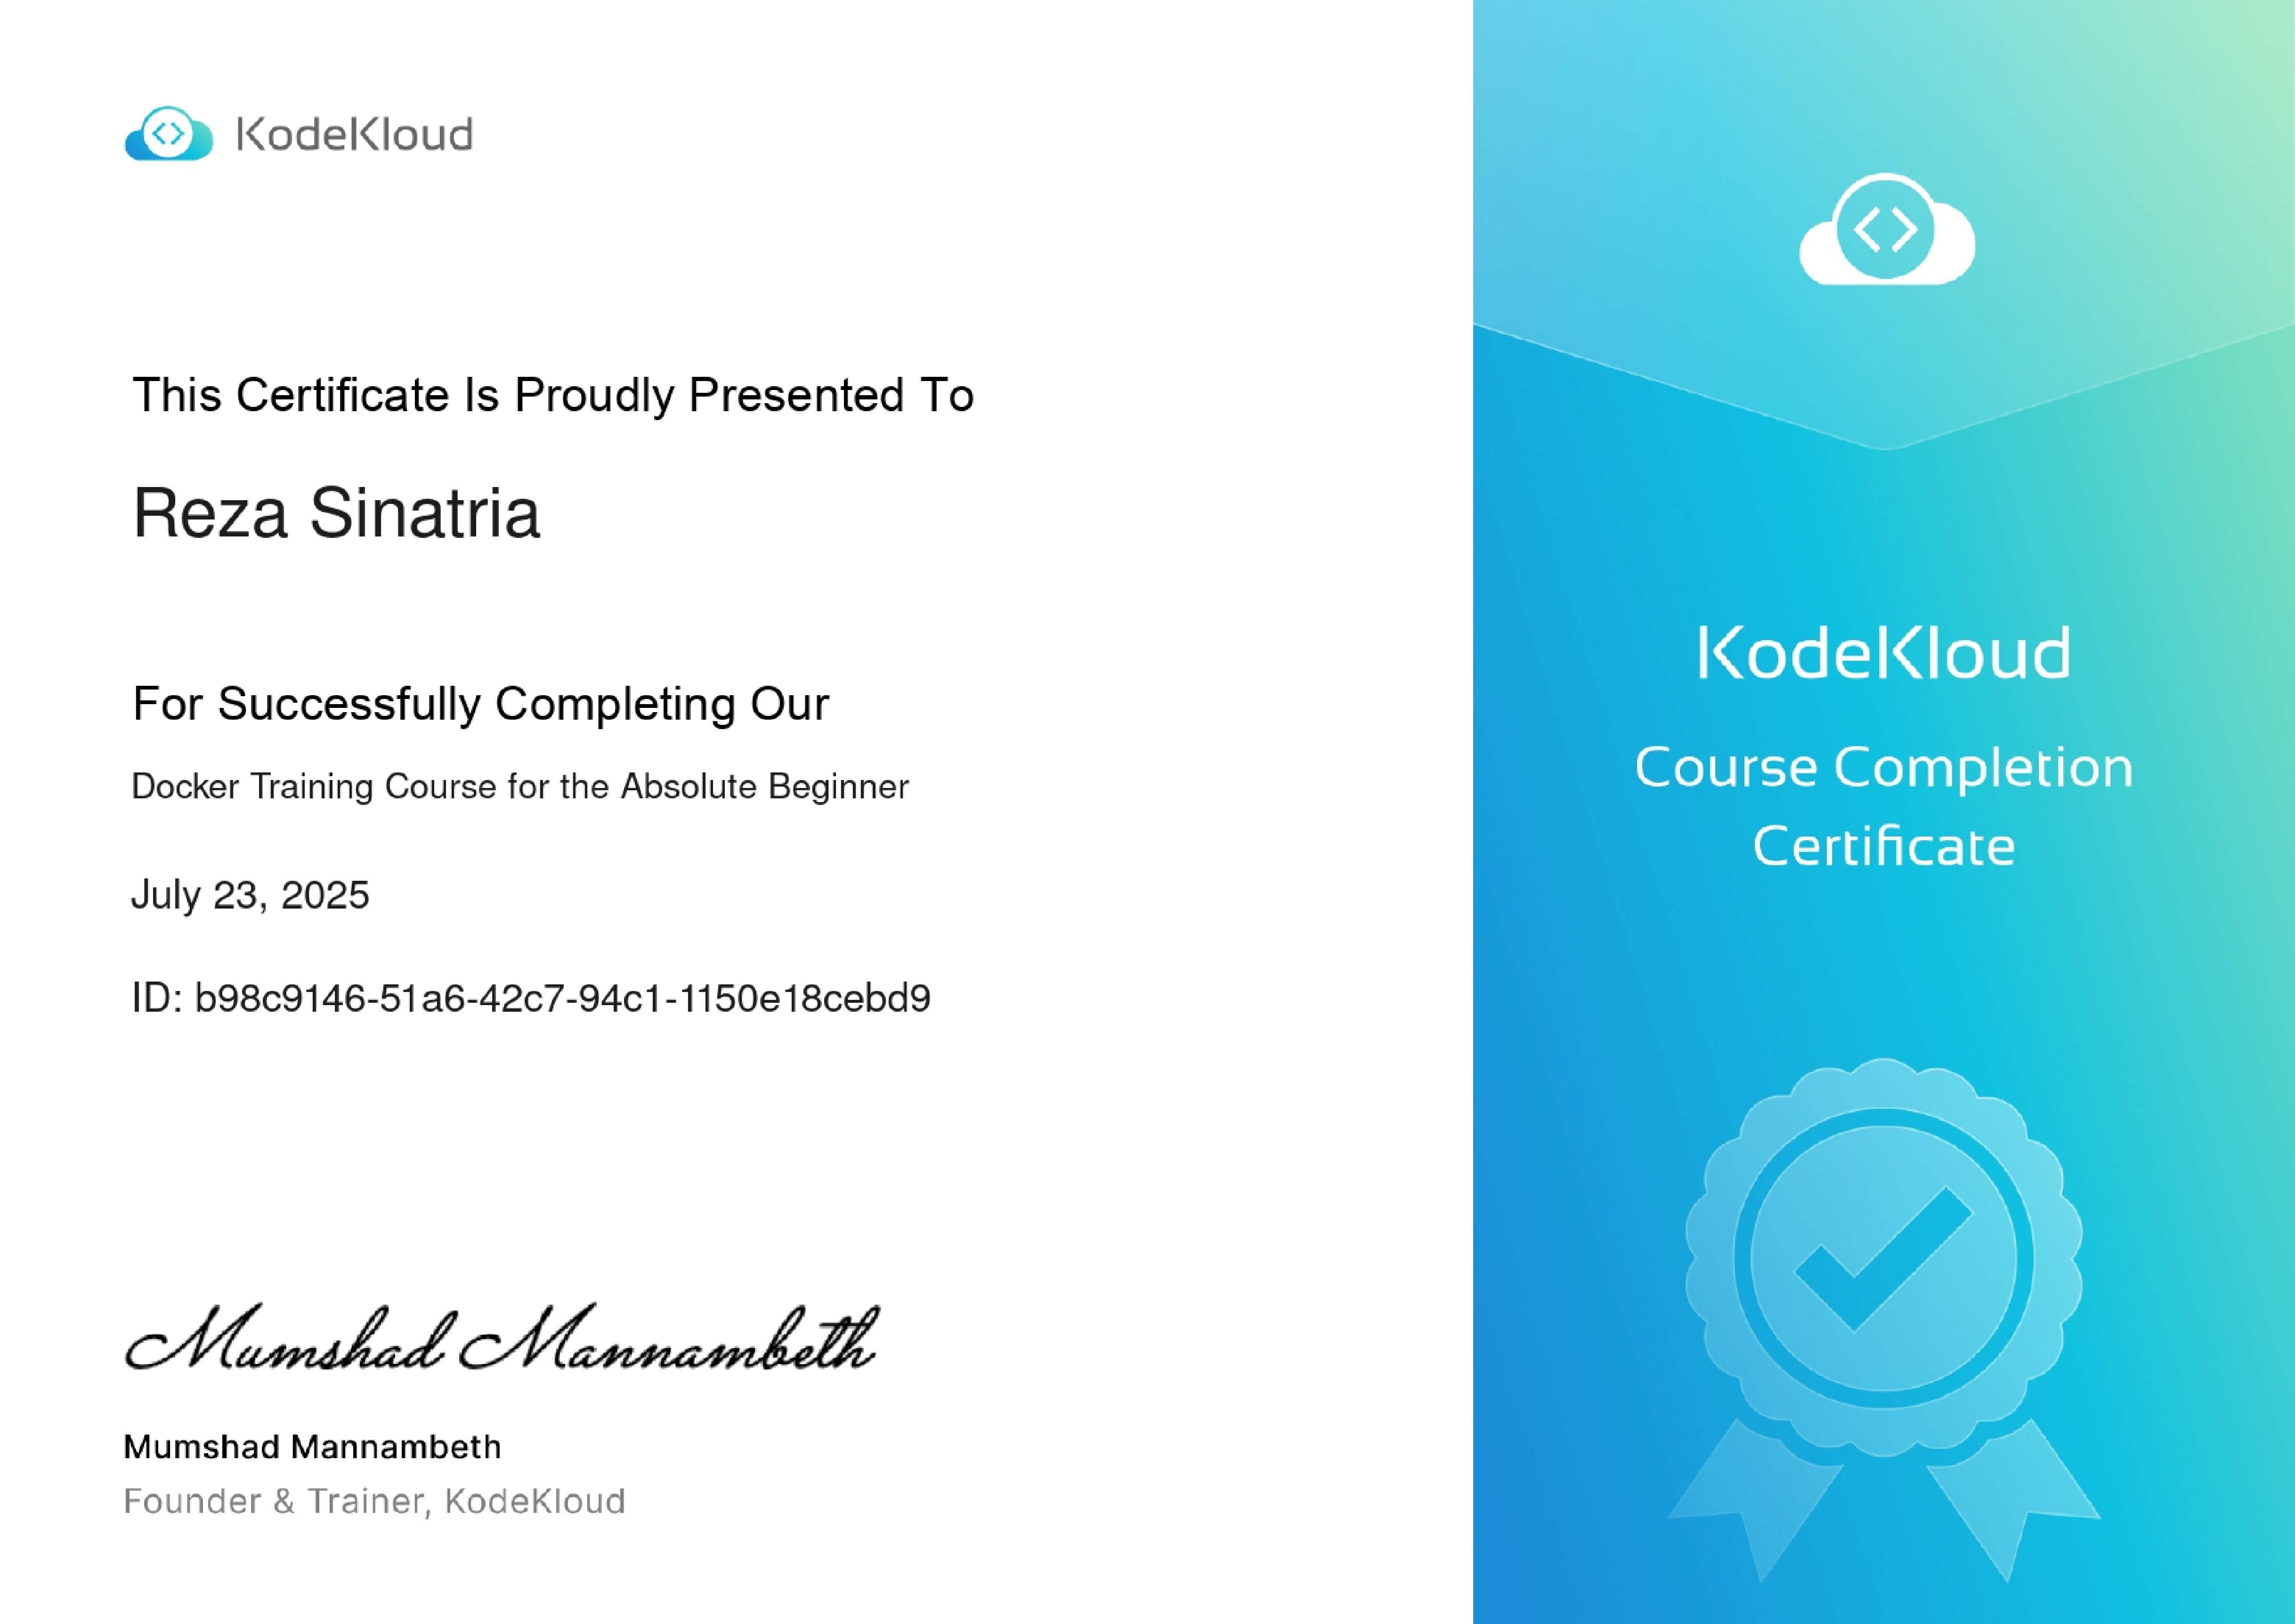 KodeKloud
This Certificate Is Proudly Presented To
Reza Sinatria
For Successfully Completing Our
Docker Training Course for the Absolute Beginner
July 23, 2025
ID: b98c9146-51a6-42c7-94c1-1150e18cebd9
Mumshad Mannambeth
Mumshad Mannambeth
Founder & Trainer, KodeKloud
KodeKloud
Course Completion
Certificate